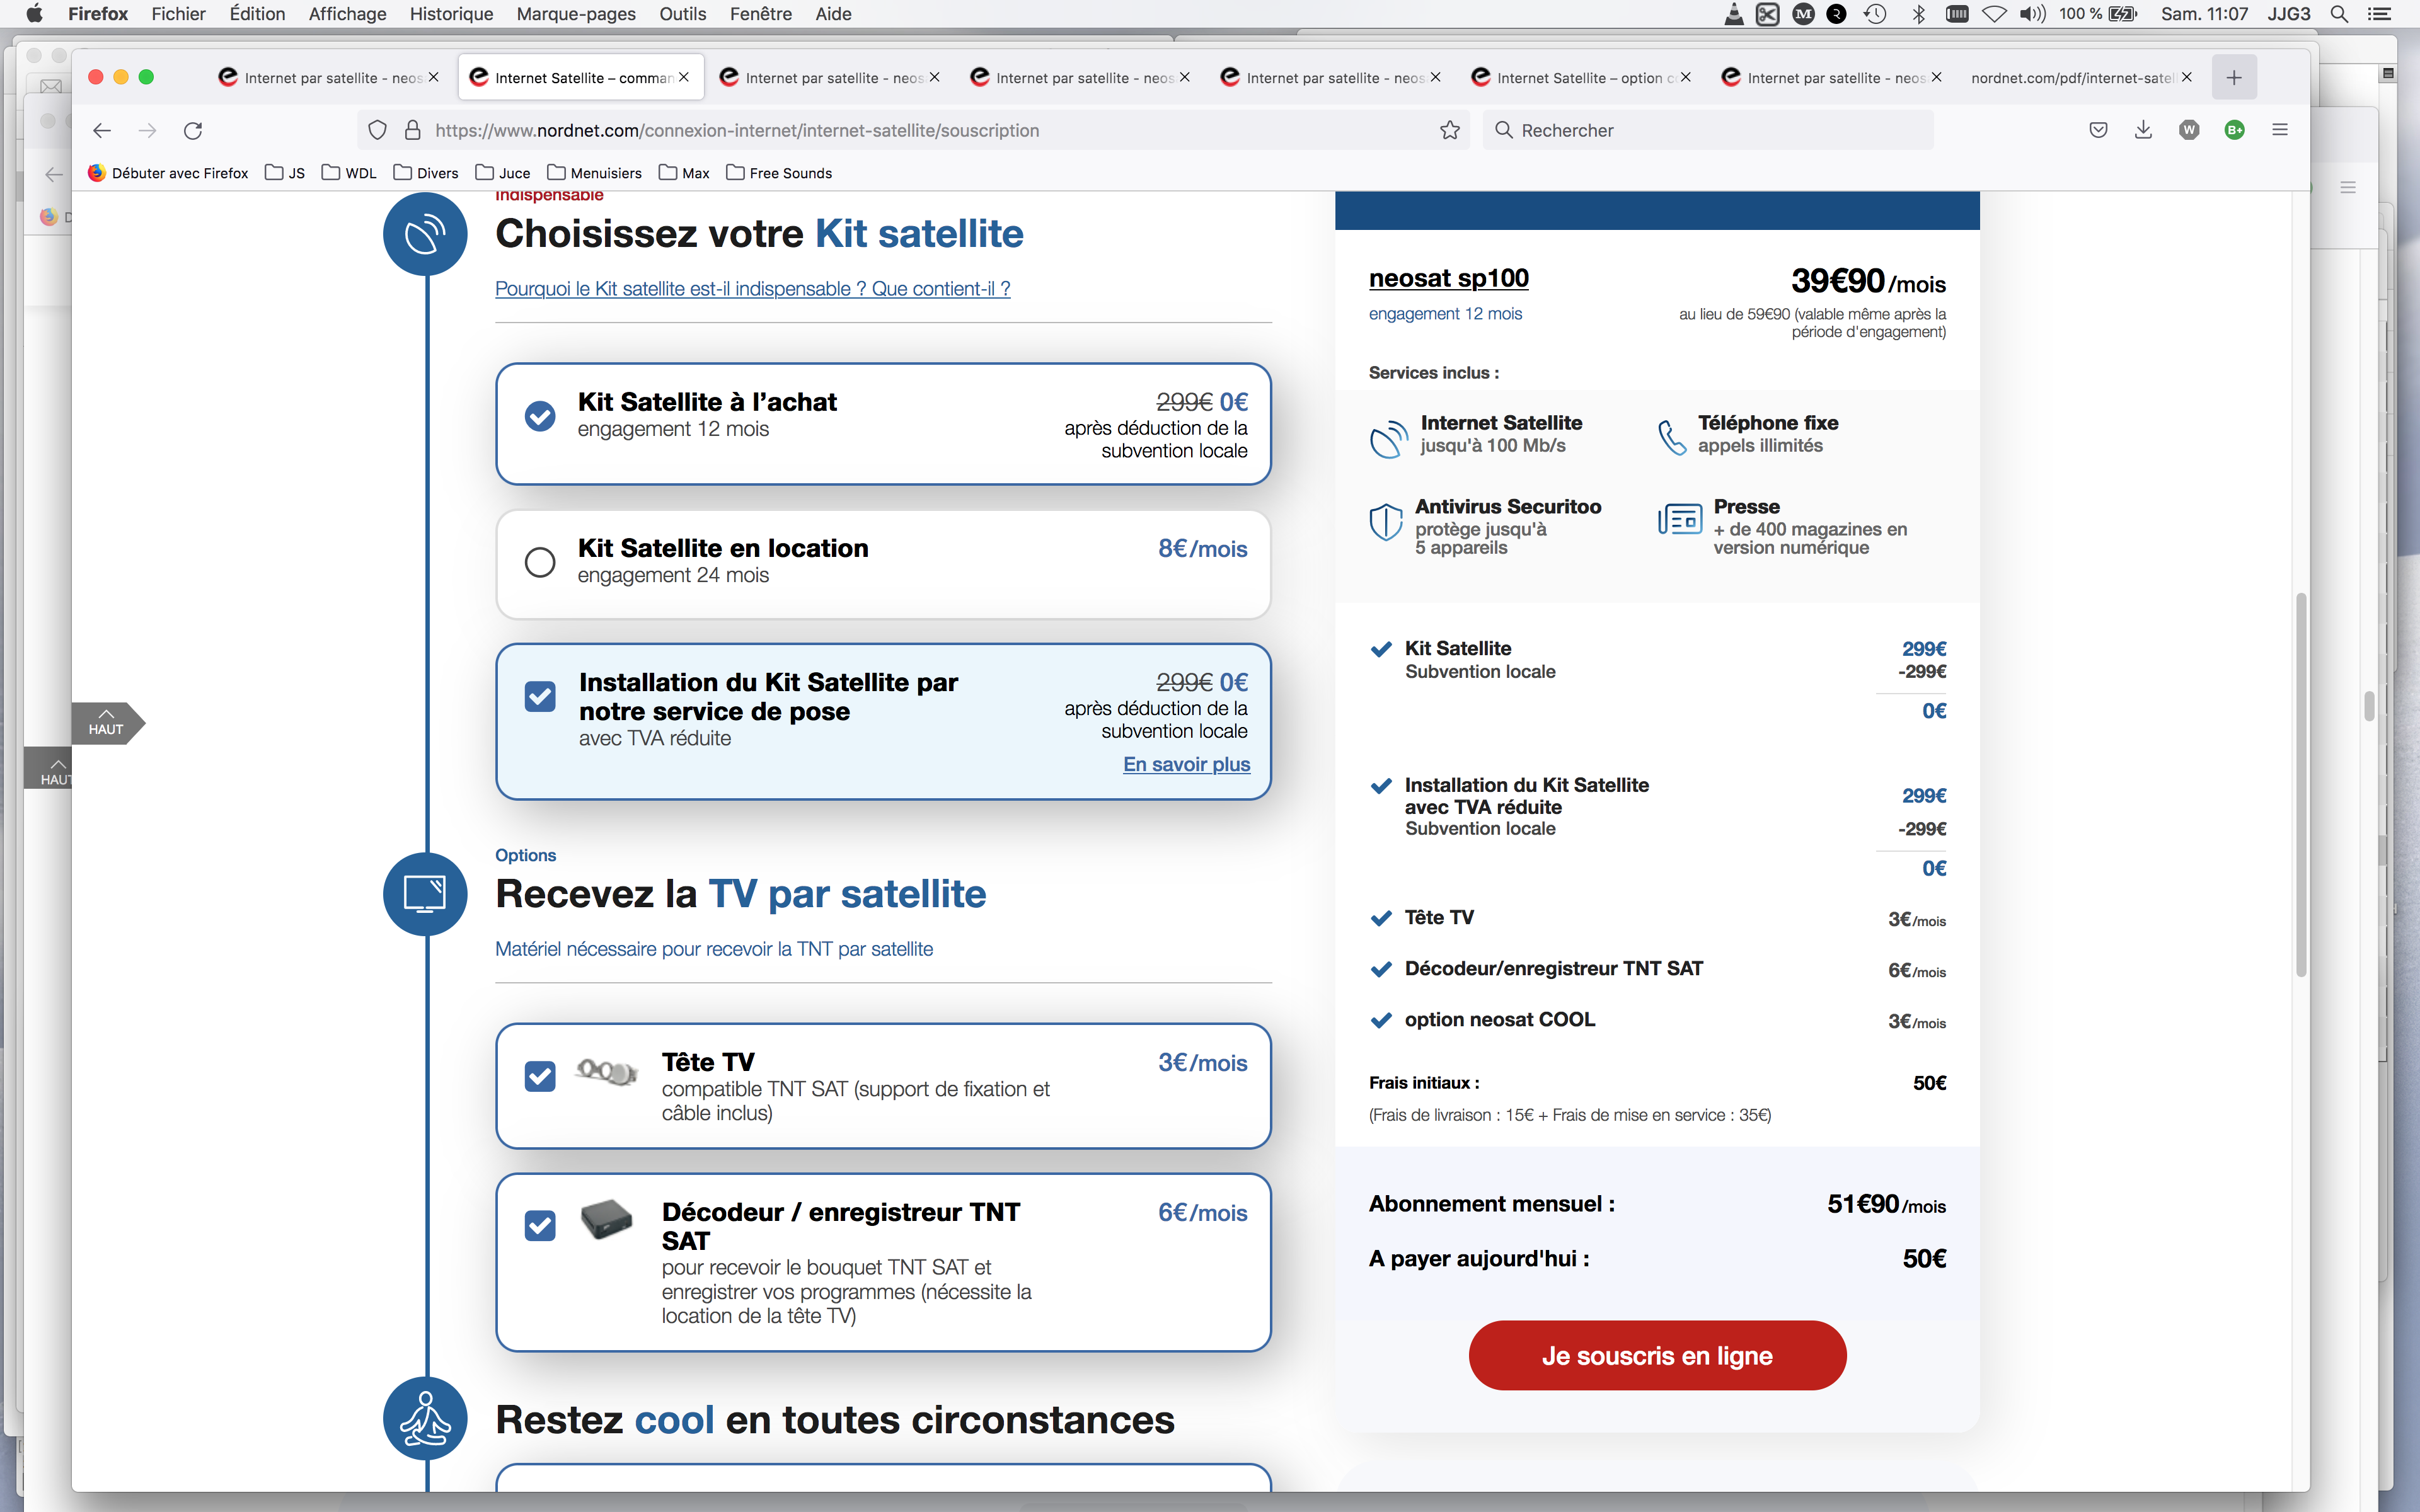 Firefox Fichier Édition Affichage Historique Marque-pages Outils Fenêtre Aide
100 % Sam. 11:07 JJG3
Internet par satellite - neos
Internet Satellite – comman
Internet par satellite - neos
Internet par satellite - neos
Internet par satellite - neos
Internet Satellite – option c
Internet par satellite - neos
nordnet.com/pdf/internet-satel
https://www.nordnet.com/connexion-internet/internet-satellite/souscription
Rechercher
Débuter avec Firefox JS WDL Divers Juce Menuisiers Max Free Sounds
Indispensable
Choisissez votre Kit satellite
Pourquoi le Kit satellite est-il indispensable ? Que contient-il ?
Kit Satellite à l’achat
engagement 12 mois
299€ 0€
après déduction de la
subvention locale
Kit Satellite en location
engagement 24 mois
8€/mois
Installation du Kit Satellite par
notre service de pose
avec TVA réduite
299€ 0€
après déduction de la
subvention locale
En savoir plus
HAUT
HAUT
Options
Recevez la TV par satellite
Matériel nécessaire pour recevoir la TNT par satellite
Tête TV
compatible TNT SAT (support de fixation et
câble inclus)
3€/mois
Décodeur / enregistreur TNT
SAT
pour recevoir le bouquet TNT SAT et
enregistrer vos programmes (nécessite la
location de la tête TV)
6€/mois
Restez cool en toutes circonstances
neosat sp100
engagement 12 mois
39€90/mois
au lieu de 59€90 (valable même après la
période d'engagement)
Services inclus :
Internet Satellite
jusqu'à 100 Mb/s
Téléphone fixe
appels illimités
Antivirus Securitoo
protège jusqu'à
5 appareils
Presse
+ de 400 magazines en
version numérique
Kit Satellite 299€
Subvention locale -299€
0€
Installation du Kit Satellite
avec TVA réduite 299€
Subvention locale -299€
0€
Tête TV 3€/mois
Décodeur/enregistreur TNT SAT 6€/mois
option neosat COOL 3€/mois
Frais initiaux : 50€
(Frais de livraison : 15€ + Frais de mise en service : 35€)
Abonnement mensuel : 51€90/mois
A payer aujourd'hui : 50€
Je souscris en ligne